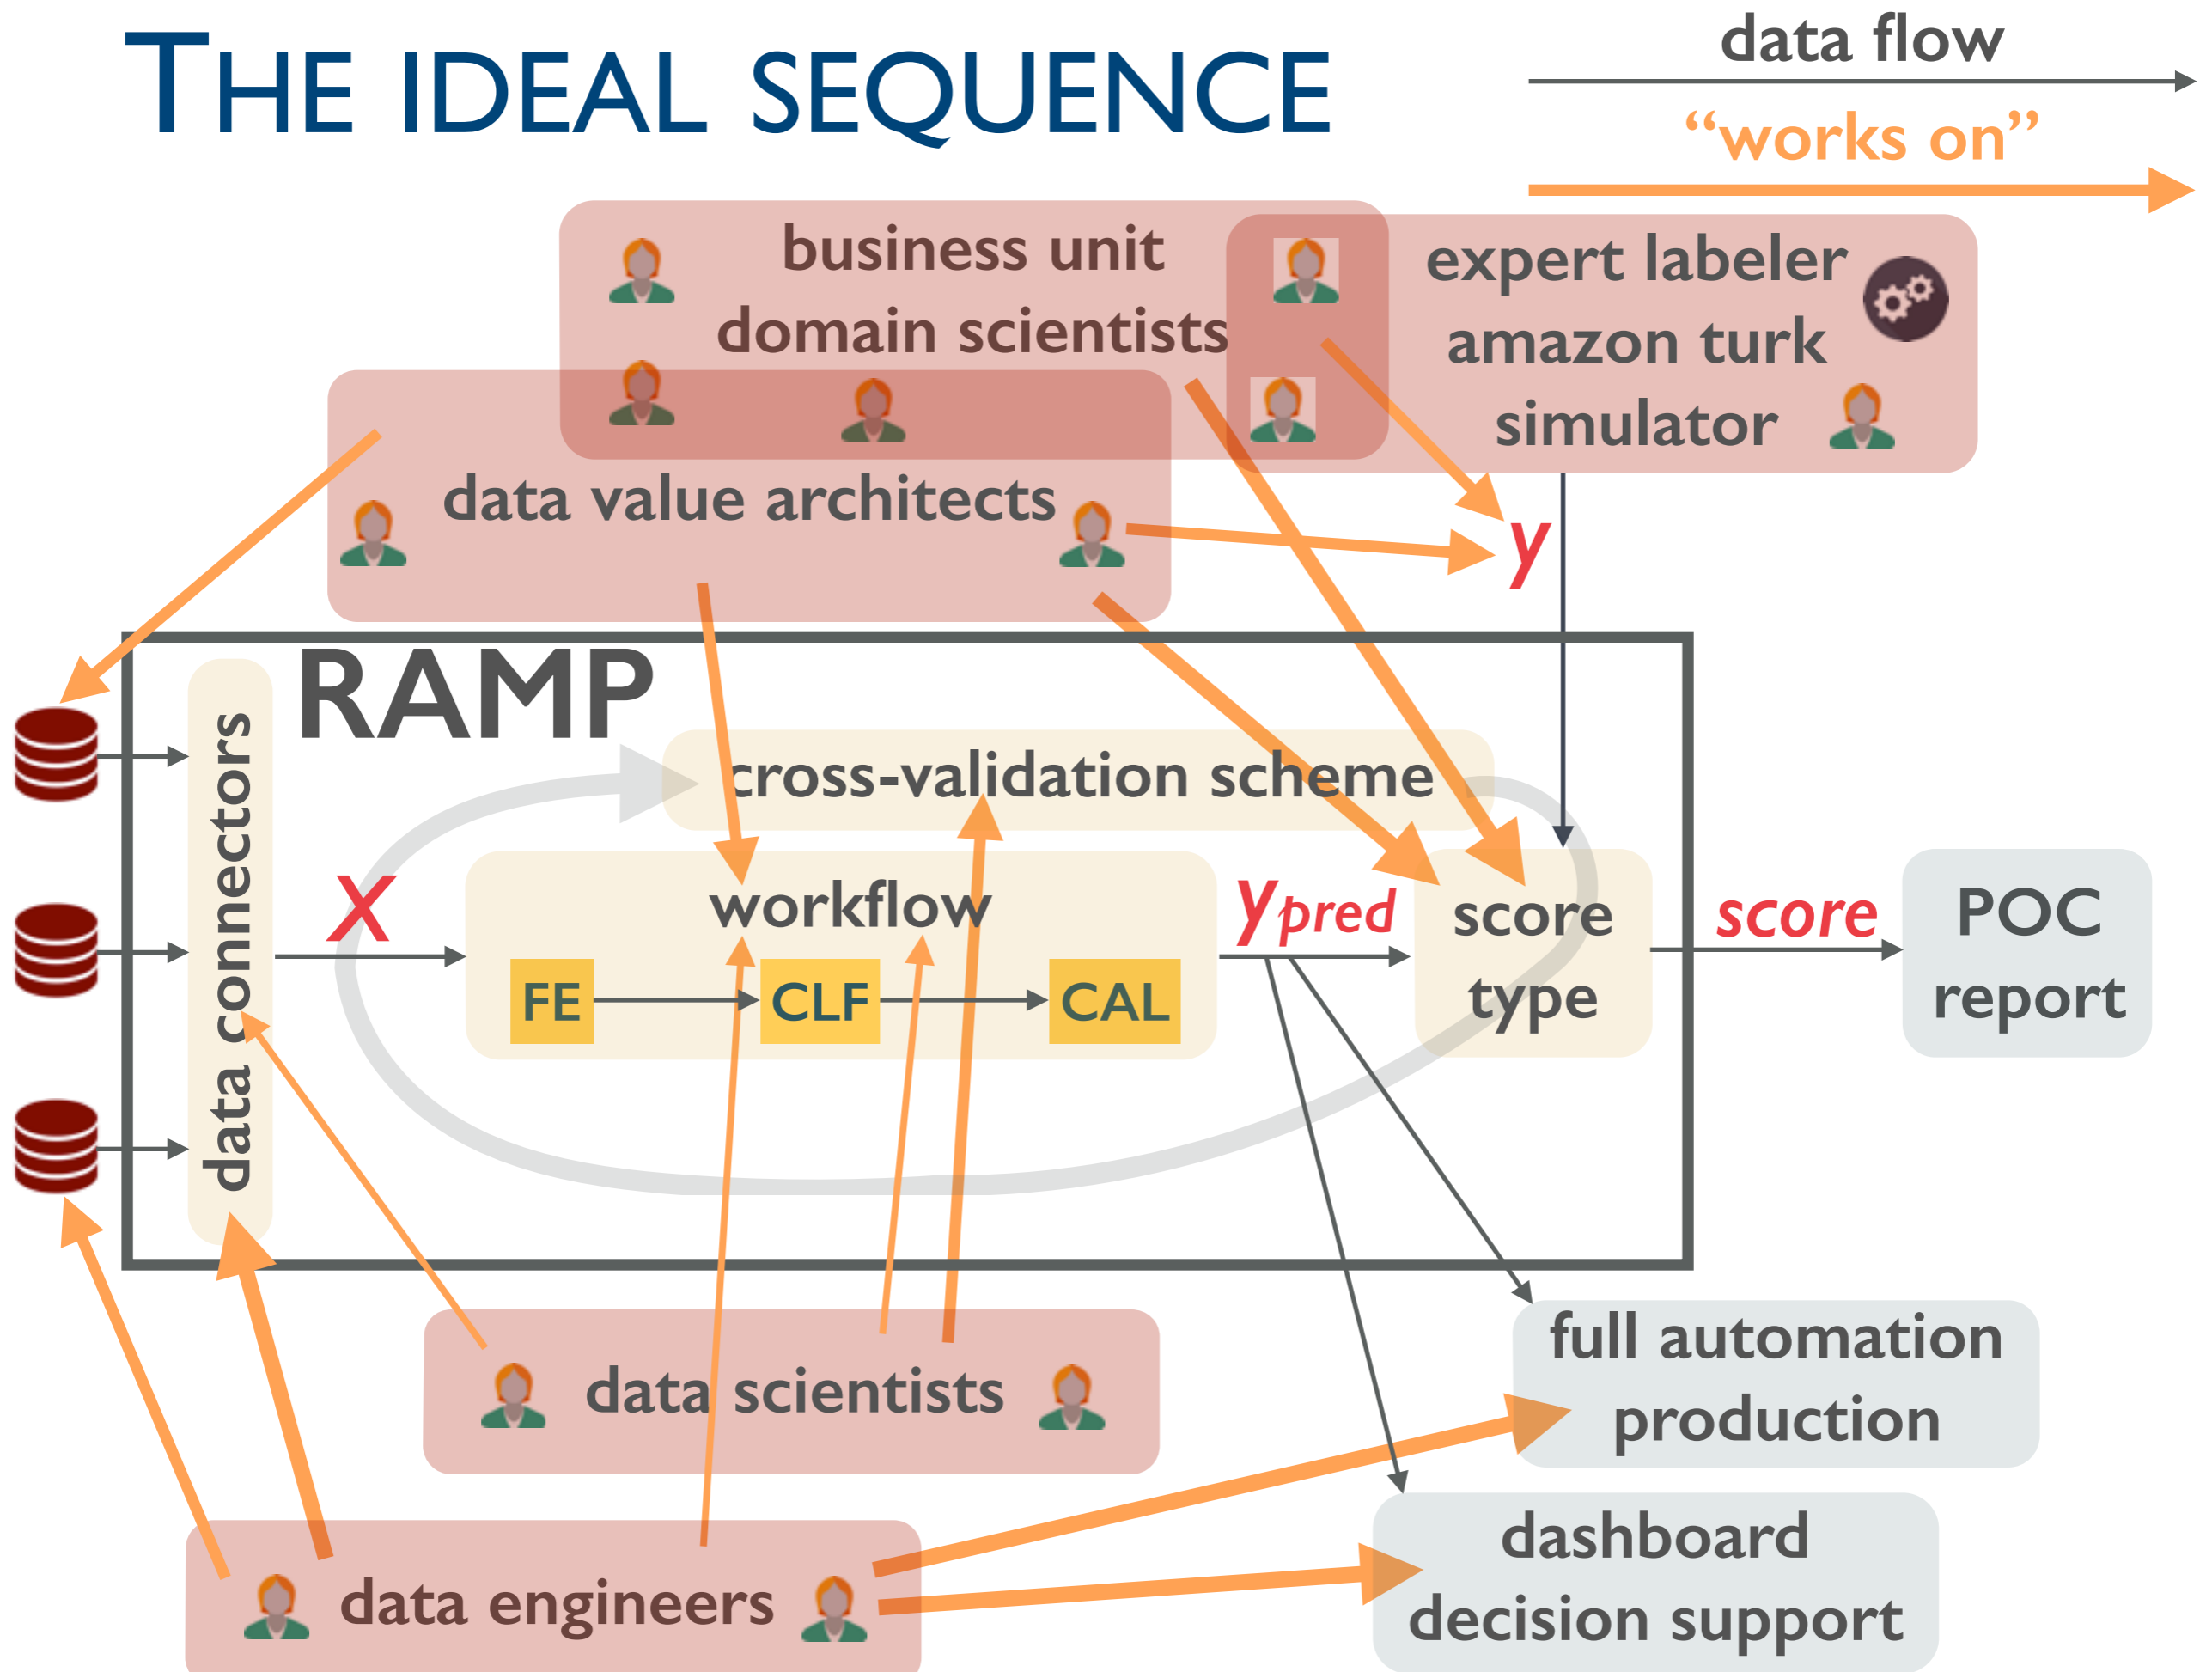 THE IDEAL SEQUENCE
data flow
“works on”
business unit
domain scientists
expert labeler
amazon turk
simulator
data value architects
y
RAMP
data connectors
cross-validation scheme
X
workflow
FE
CLF
CAL
ypred
score
type
score
POC
report
data scientists
full automation
production
data engineers
dashboard
decision support